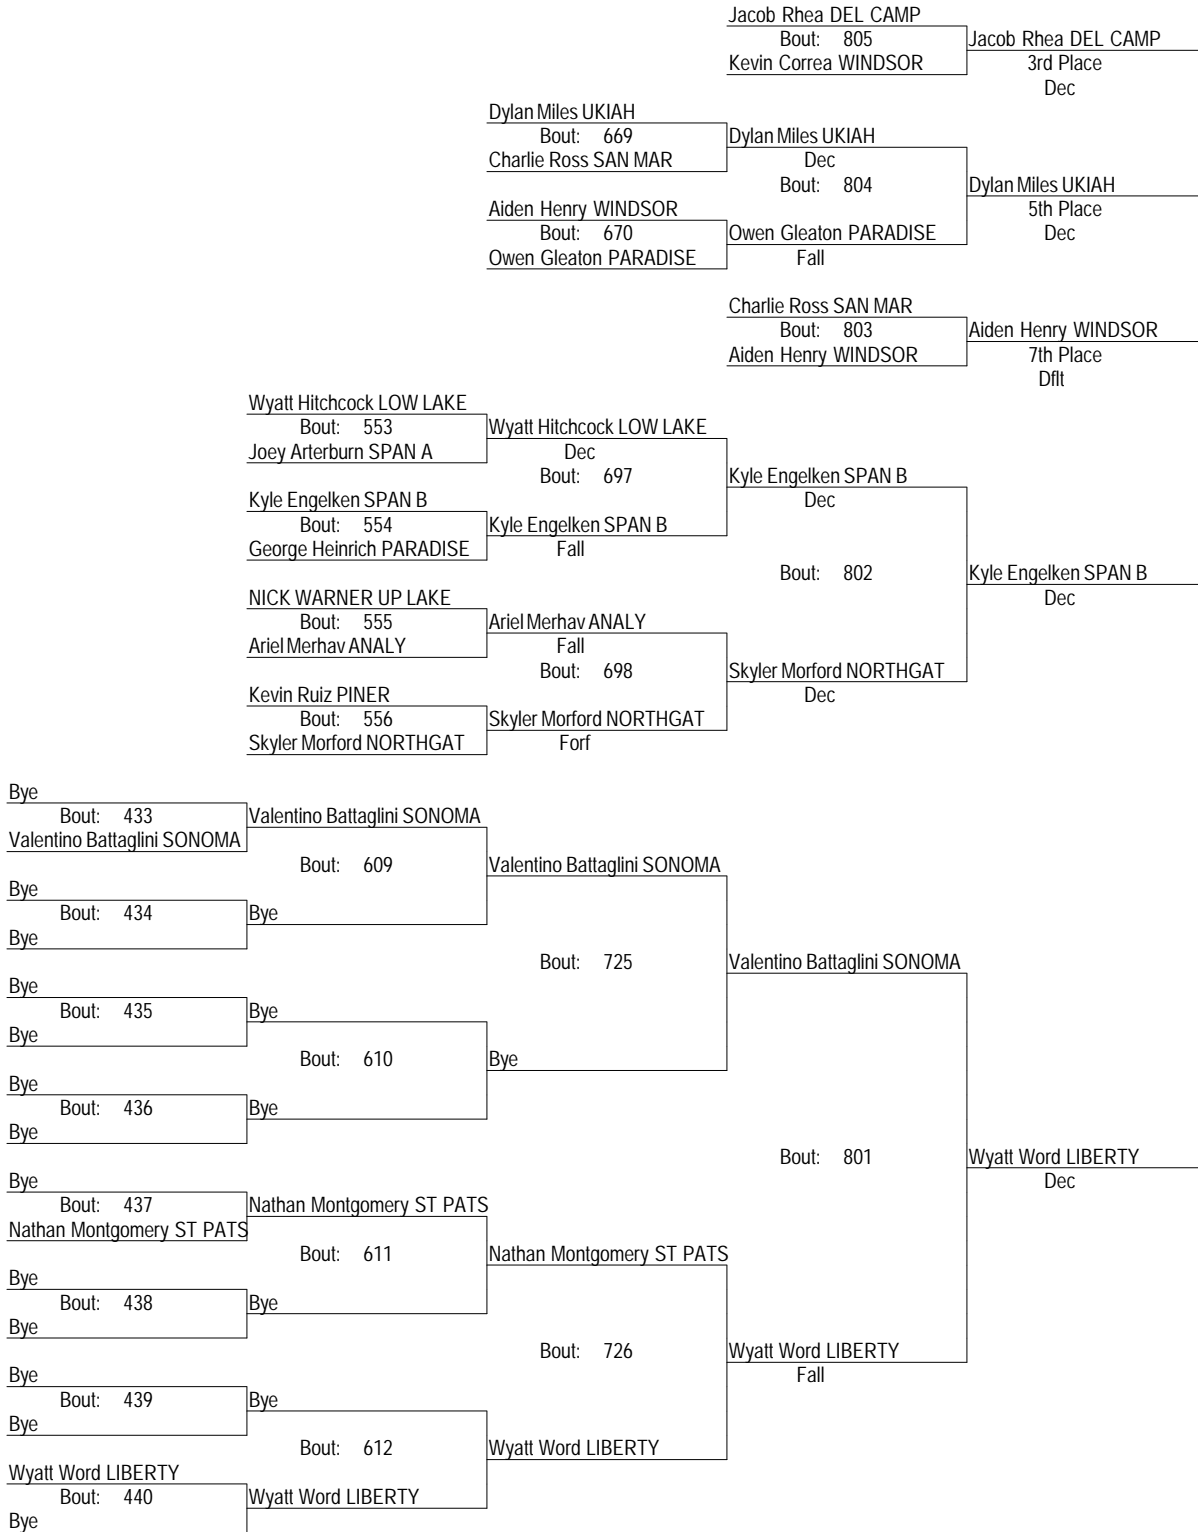 Jacob Rhea DEL CAMP
Bout: 805
Jacob Rhea DEL CAMP
Kevin Correa WINDSOR
3rd Place
Dec
Dylan Miles UKIAH
Bout: 669
Dylan Miles UKIAH
Charlie Ross SAN MAR
Dec
Bout: 804
Dylan Miles UKIAH
Aiden Henry WINDSOR
5th Place
Bout: 670
Owen Gleaton PARADISE
Dec
Owen Gleaton PARADISE
Fall
Charlie Ross SAN MAR
Bout: 803
Aiden Henry WINDSOR
Aiden Henry WINDSOR
7th Place
Dflt
Wyatt Hitchcock LOW LAKE
Bout: 553
Wyatt Hitchcock LOW LAKE
Joey Arterburn SPAN A
Dec
Bout: 697
Kyle Engelken SPAN B
Kyle Engelken SPAN B
Dec
Bout: 554
Kyle Engelken SPAN B
George Heinrich PARADISE
Fall
Bout: 802
Kyle Engelken SPAN B
NICK WARNER UP LAKE
Dec
Bout: 555
Ariel Merhav ANALY
Ariel Merhav ANALY
Fall
Bout: 698
Skyler Morford NORTHGAT
Kevin Ruiz PINER
Dec
Bout: 556
Skyler Morford NORTHGAT
Skyler Morford NORTHGAT
Forf
Bye
Bout: 433
Valentino Battaglini SONOMA
Valentino Battaglini SONOMA
Bout: 609
Valentino Battaglini SONOMA
Bye
Bout: 434
Bye
Bye
Bout: 725
Valentino Battaglini SONOMA
Bye
Bout: 435
Bye
Bye
Bout: 610
Bye
Bye
Bout: 436
Bye
Bye
Bout: 801
Wyatt Word LIBERTY
Bye
Dec
Bout: 437
Nathan Montgomery ST PATS
Nathan Montgomery ST PATS
Bout: 611
Nathan Montgomery ST PATS
Bye
Bout: 438
Bye
Bye
Bout: 726
Wyatt Word LIBERTY
Bye
Fall
Bout: 439
Bye
Bye
Bout: 612
Wyatt Word LIBERTY
Wyatt Word LIBERTY
Bout: 440
Wyatt Word LIBERTY
Bye